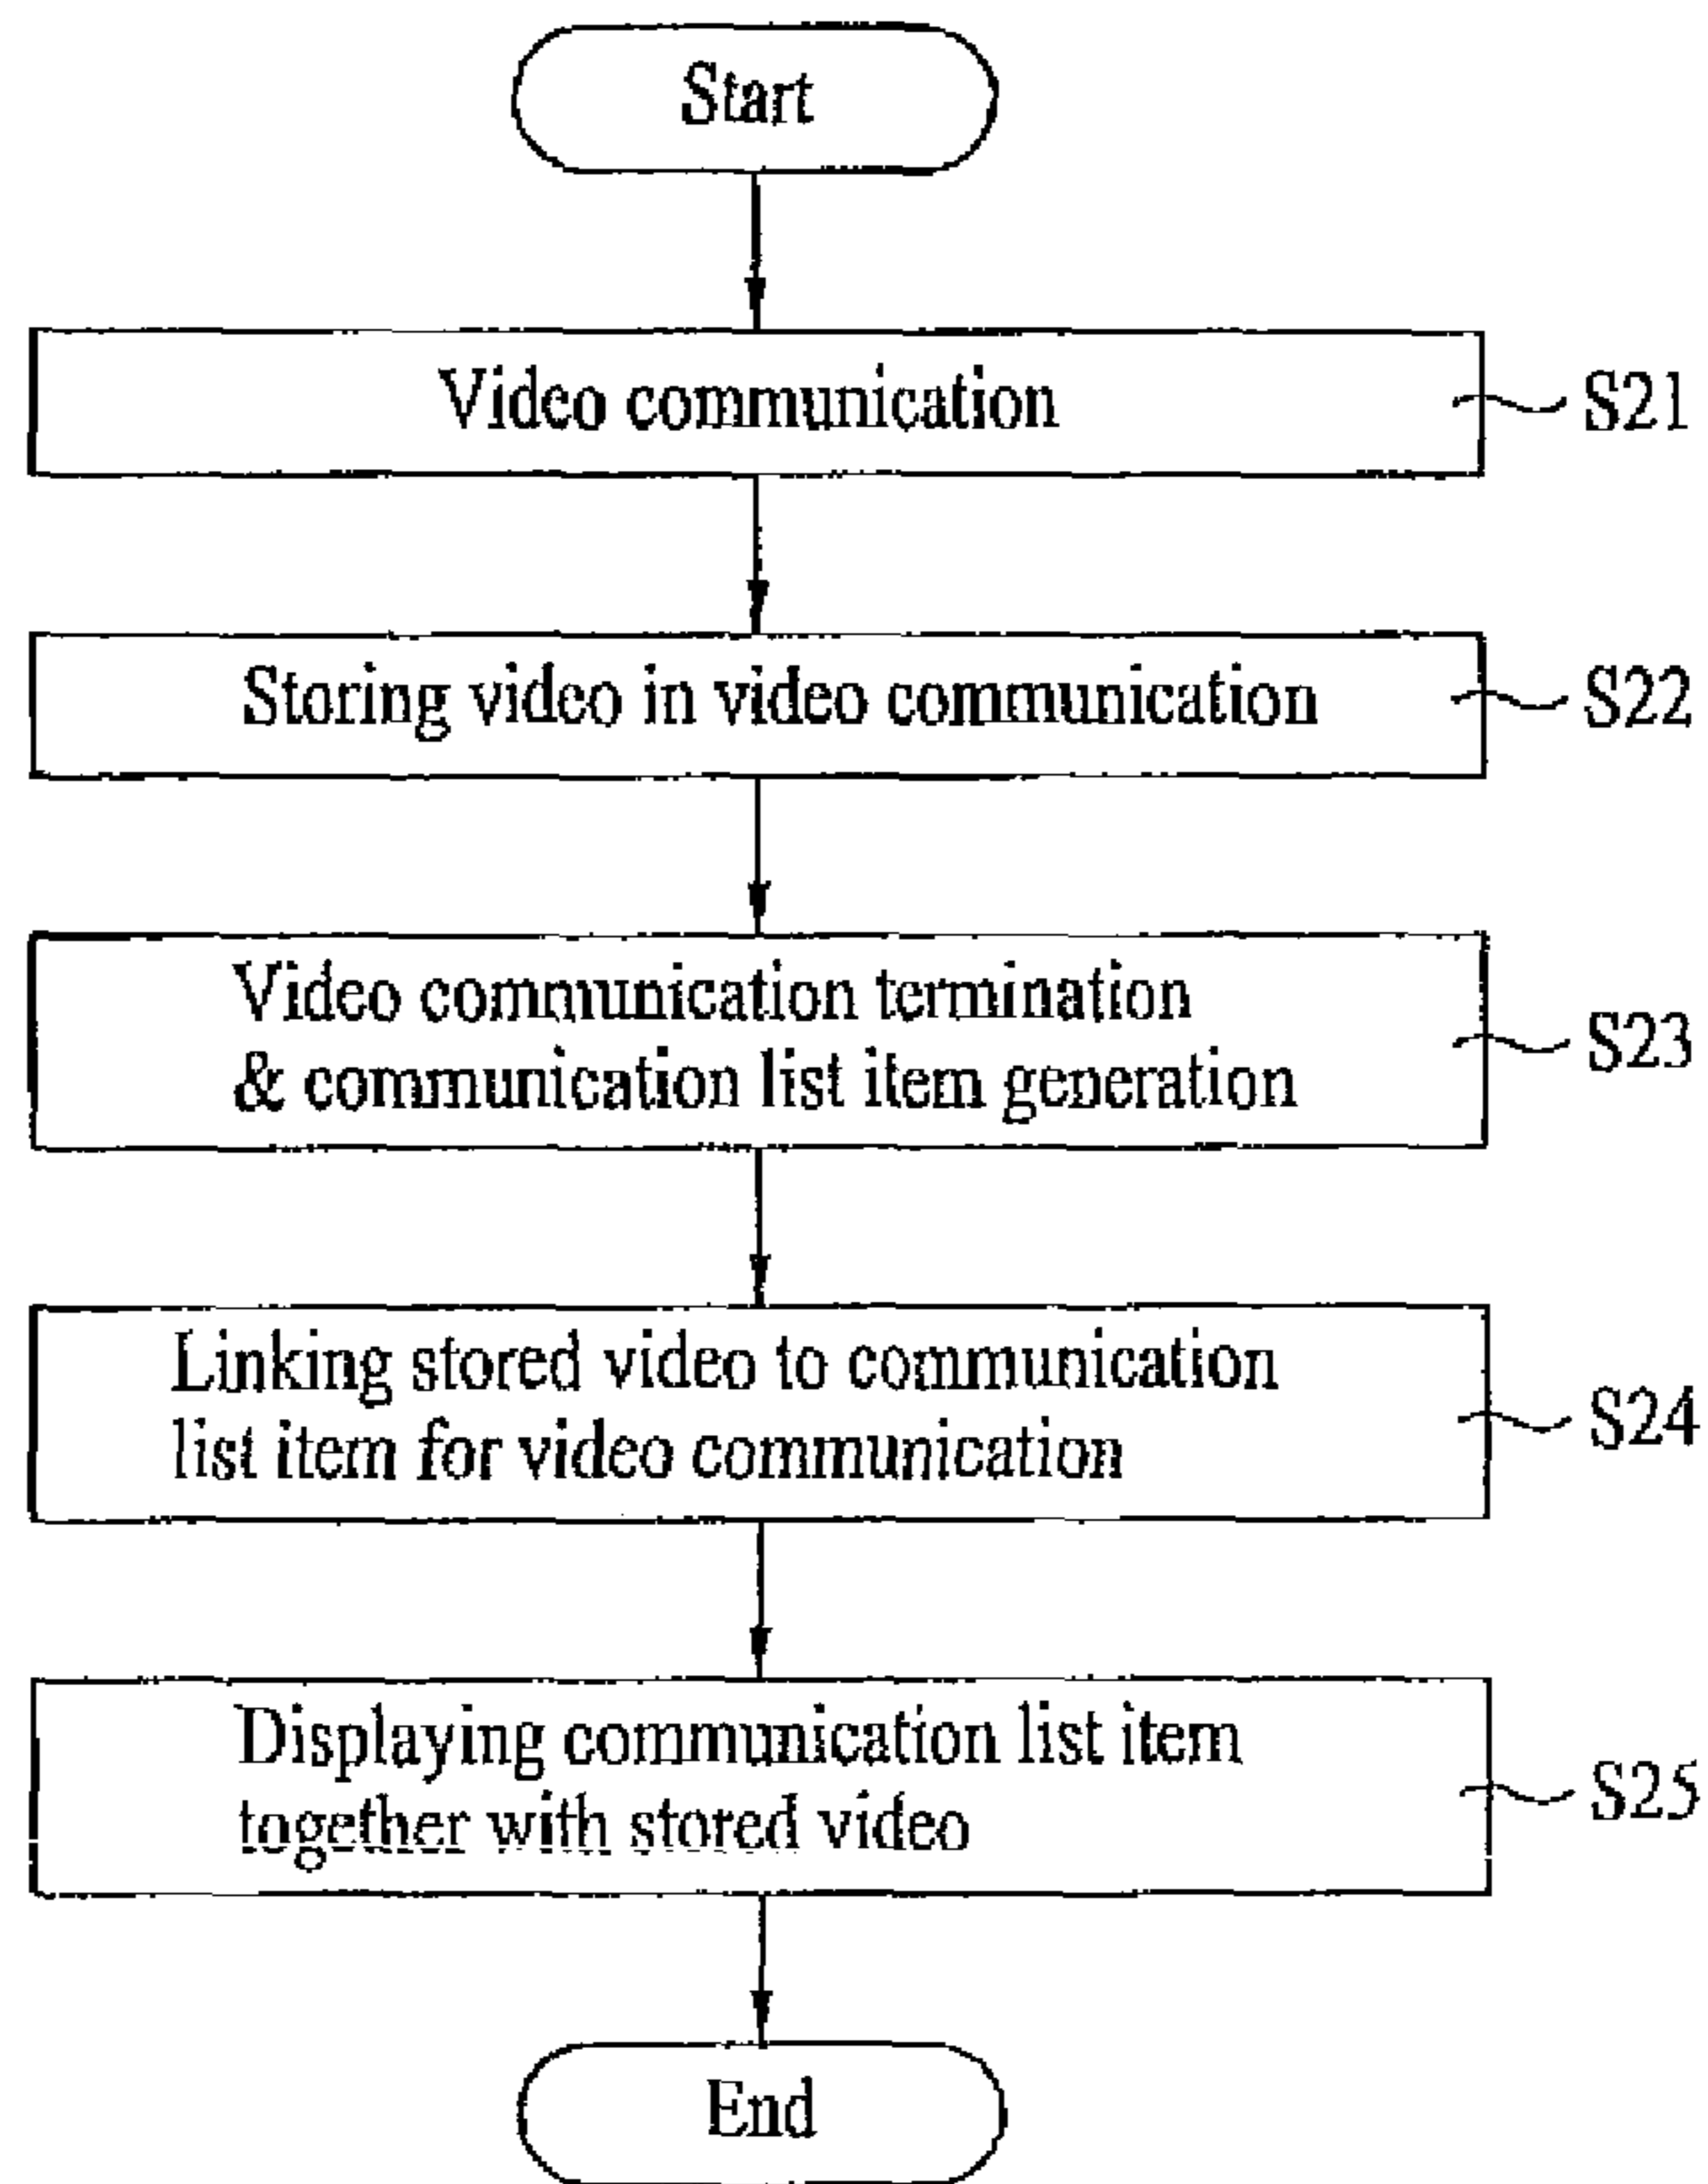 Start
Video communication
S21
Storing video in video communication
S22
Video communication termination
& communication list item generation
S23
Linking stored video to communication
list item for video communication
S24
Displaying communication list item
together with stored video
S25
End